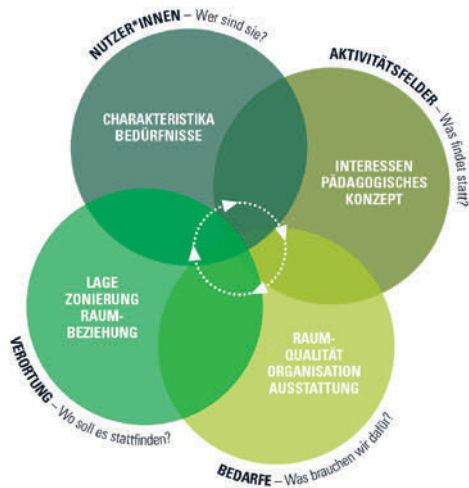 NUTZER*INNEN – Wer sind sie?
CHARAKTERISTIKA
BEDÜRFNISSE
AKTIVITÄTSFELDER – Was findet statt?
INTERESSEN
PÄDAGOGISCHES
KONZEPT
LAGE
ZONIERUNG
RAUM-
BEZIEHUNG
VERORTUNG – Wo soll es stattfinden?
RAUM-
QUALITÄT
ORGANISATION
AUSSTATTUNG
BEDARFE – Was brauchen wir dafür?